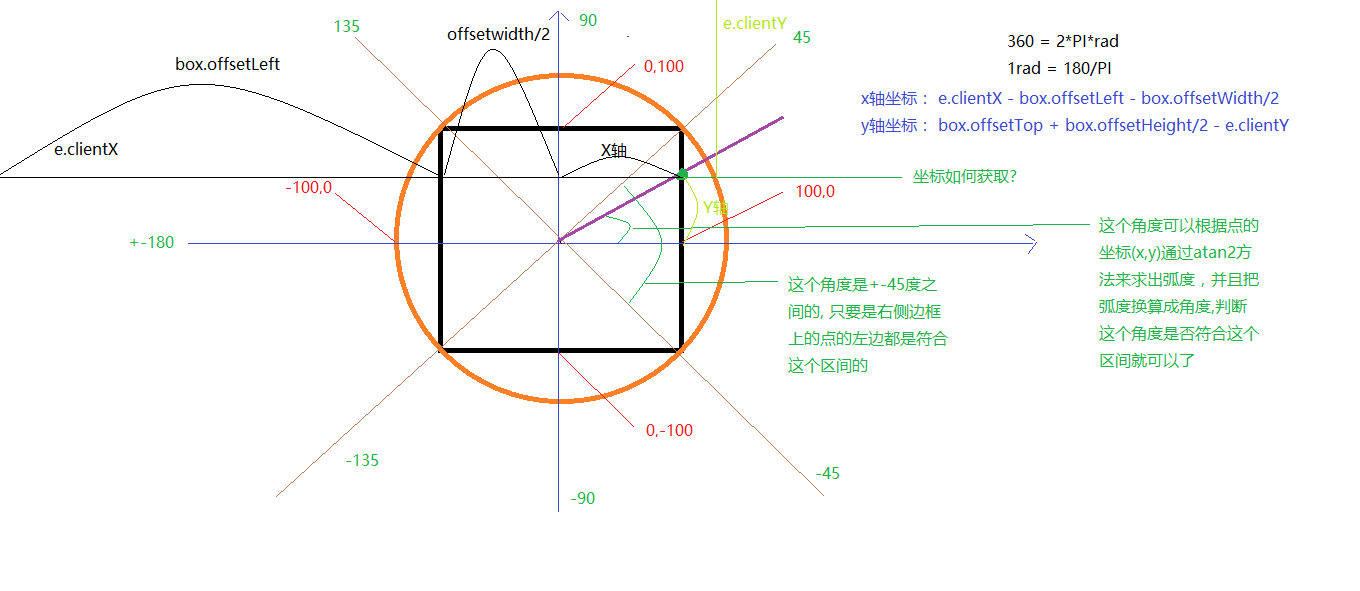 135
90
e.clientY
offsetwidth/2
45
360 = 2*PI*rad
box.offsetLeft
0,100
1rad = 180/PI
x轴坐标： e.clientX - box.offsetLeft - box.offsetWidth/2
y轴坐标： box.offsetTop + box.offsetHeight/2 - e.clientY
e.clientX
X轴
坐标如何获取?
-100,0
100,0
Y轴
+-180
这个角度可以根据点的
坐标(x,y)通过atan2方
法来求出弧度，并且把
弧度换算成角度,判断
这个角度是否符合这个
区间就可以了
这个角度是+-45度之
间的, 只要是右侧边框
上的点的左边都是符合
这个区间的
0,-100
-135
-45
-90